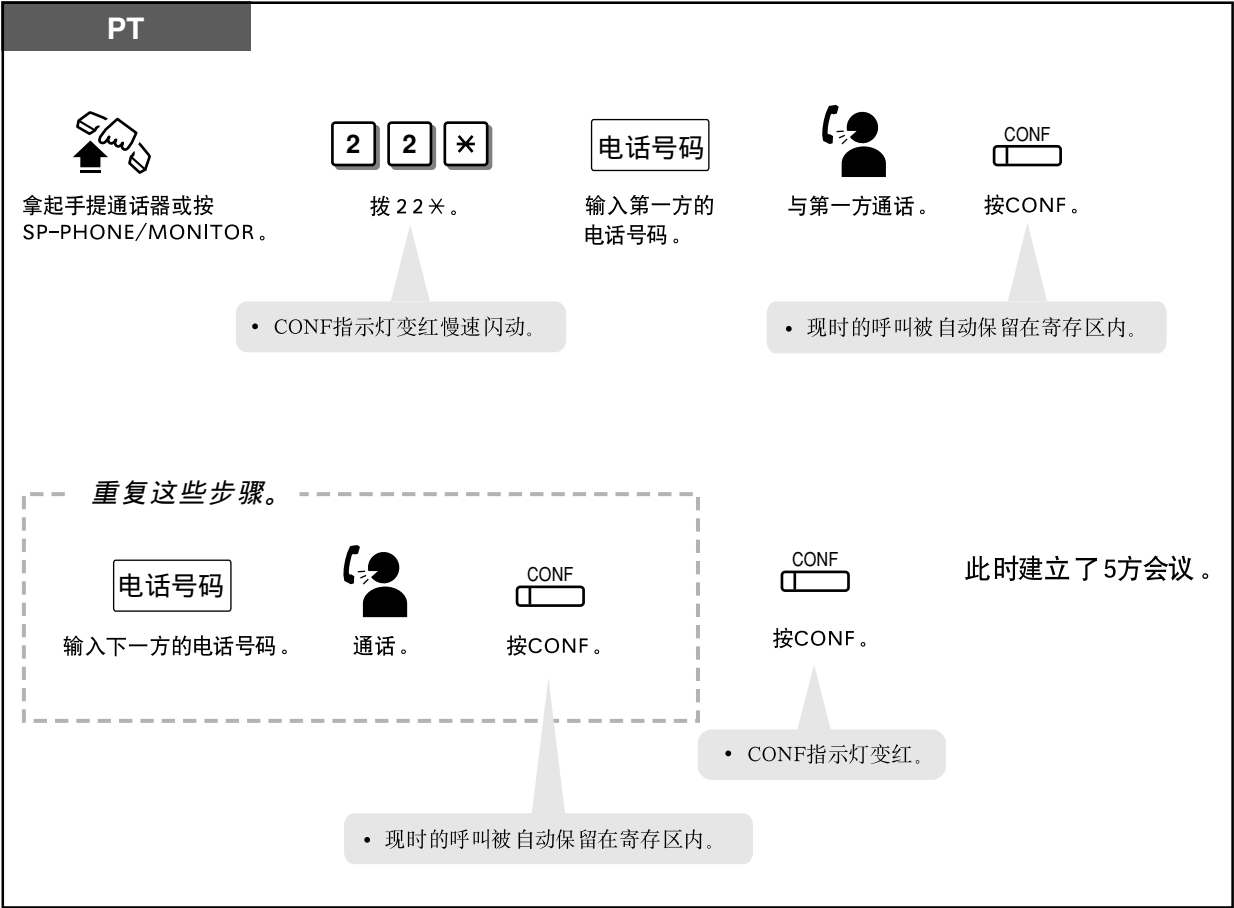 PT
2 2 ✳
电话号码
CONF
拿起手提通话器或按
SP-PHONE/MONITOR。
拨22✳。
输入第一方的
电话号码。
与第一方通话。
按CONF。
• CONF指示灯变红慢速闪动。
• 现时的呼叫被自动保留在寄存区内。
重复这些步骤。
电话号码
CONF
CONF
此时建立了5方会议。
输入下一方的电话号码。
通话。
按CONF。
按CONF。
• CONF指示灯变红。
• 现时的呼叫被自动保留在寄存区内。